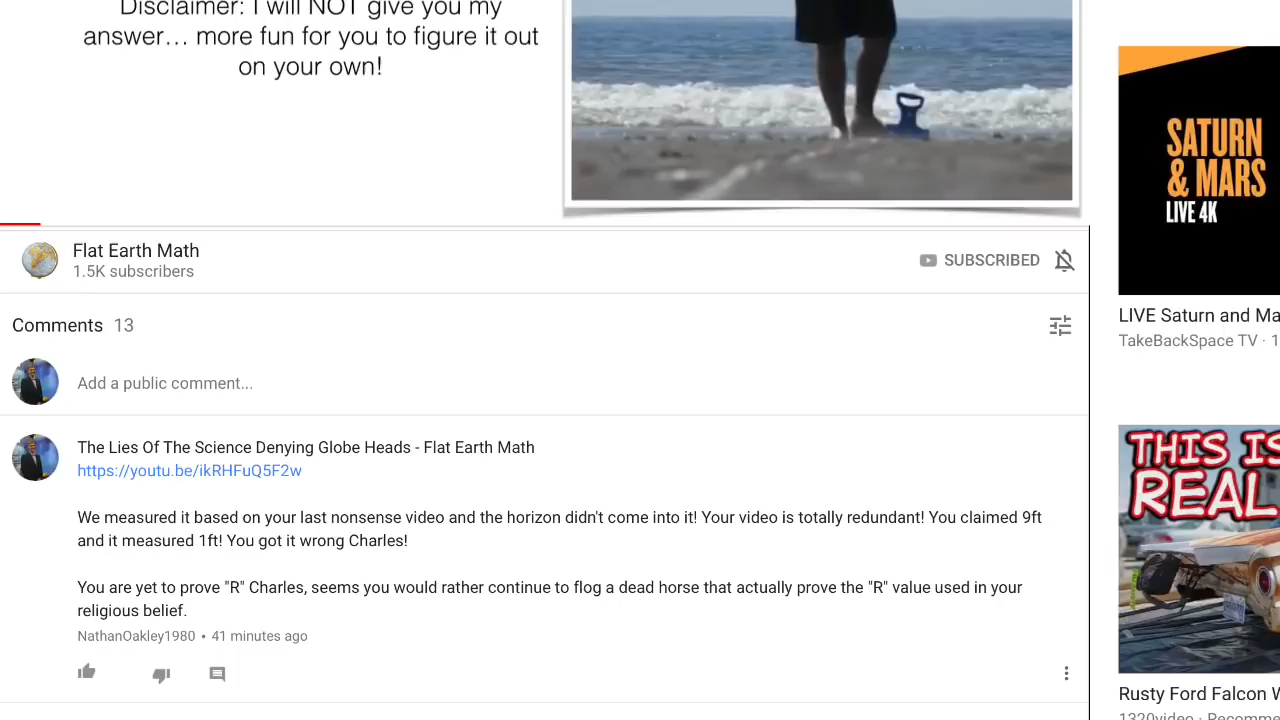 Disclaimer: I will NOT give you my
answer... more fun for you to figure it out
on your own!
Flat Earth Math
1.5K subscribers
SUBSCRIBED
Comments 13
Add a public comment...
The Lies Of The Science Denying Globe Heads - Flat Earth Math
https://youtu.be/ikRHFuQ5F2w
We measured it based on your last nonsense video and the horizon didn't come into it! Your video is totally redundant! You claimed 9ft
and it measured 1ft! You got it wrong Charles!
You are yet to prove "R" Charles, seems you would rather continue to flog a dead horse that actually prove the "R" value used in your
religious belief.
NathanOakley1980 • 41 minutes ago
SATURN
& MARS
LIVE 4K
LIVE Saturn and Ma
TakeBackSpace TV · 1
THIS IS
REAL
Rusty Ford Falcon W
1320video · Recomme